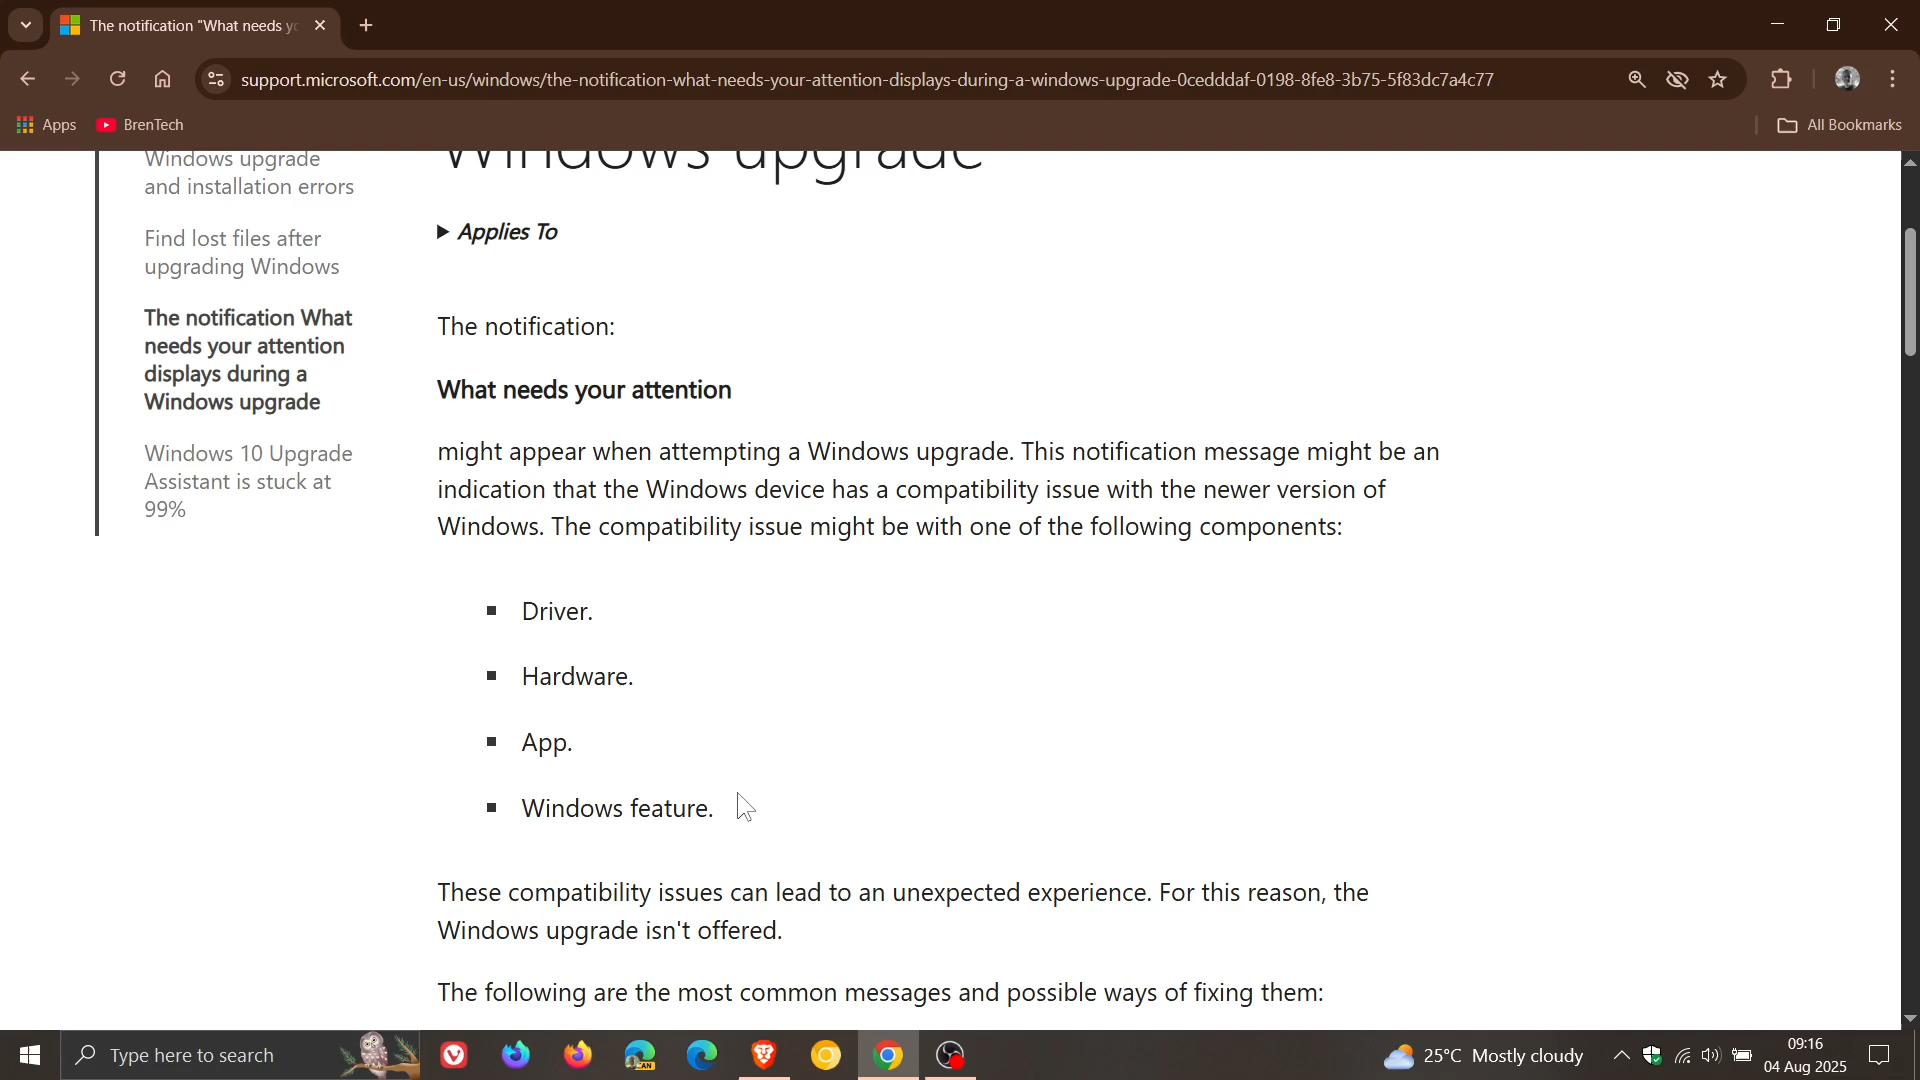 The notification "What needs yo
support.microsoft.com/en-us/windows/the-notification-what-needs-your-attention-displays-during-a-windows-upgrade-0cedddaf-0198-8fe8-3b75-5f83dc7a4c77
Apps
BrenTech
All Bookmarks
Windows upgrade
and installation errors
Find lost files after
upgrading Windows
The notification What
needs your attention
displays during a
Windows upgrade
Windows 10 Upgrade
Assistant is stuck at
99%
Windows upgrade
Applies To
The notification:
What needs your attention
might appear when attempting a Windows upgrade. This notification message might be an
indication that the Windows device has a compatibility issue with the newer version of
Windows. The compatibility issue might be with one of the following components:
Driver.
Hardware.
App.
Windows feature.
These compatibility issues can lead to an unexpected experience. For this reason, the
Windows upgrade isn't offered.
The following are the most common messages and possible ways of fixing them:
Type here to search
CAN
25°C Mostly cloudy
09:16
04 Aug 2025